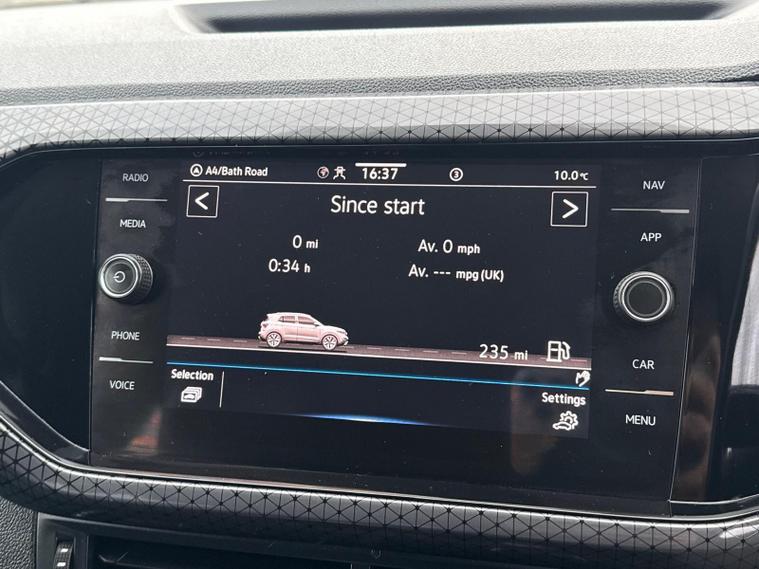 RADIO
MEDIA
PHONE
VOICE
A4/Bath Road
16:37
3
10.0°C
Since start
0 mi
Av. 0 mph
0:34 h
Av. --- mpg (UK)
235 mi
Selection
Settings
NAV
APP
CAR
MENU